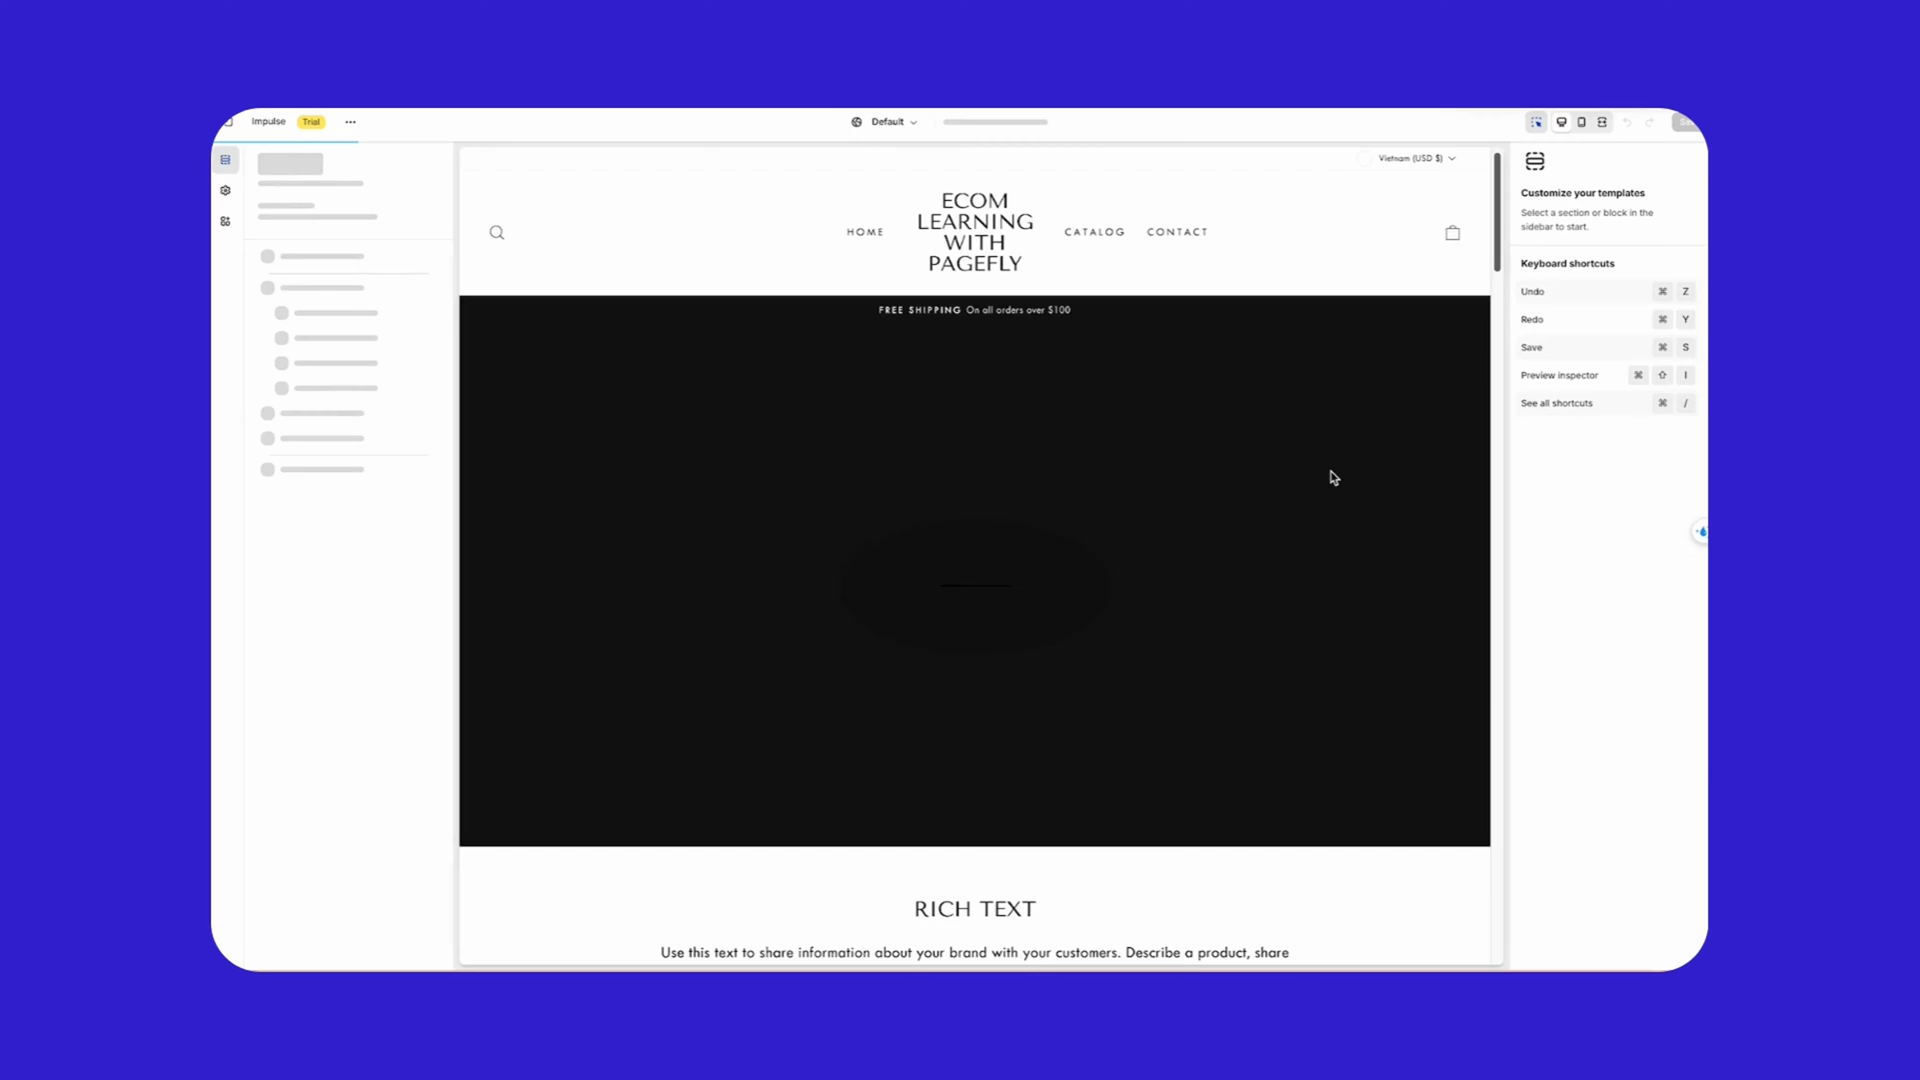 Impulse Trial
Default
Vietnam (USD $)
HOME
ECOM
LEARNING
WITH
PAGEFLY
CATALOG CONTACT
FREE SHIPPING On all orders over $100
RICH TEXT
Use this text to share information about your brand with your customers. Describe a product, share
Customize your templates
Select a section or block in the
sidebar to start.
Keyboard shortcuts
Undo ⌘ Z
Redo ⌘ Y
Save ⌘ S
Preview inspector ⌘ ⇧ I
See all shortcuts ⌘ /